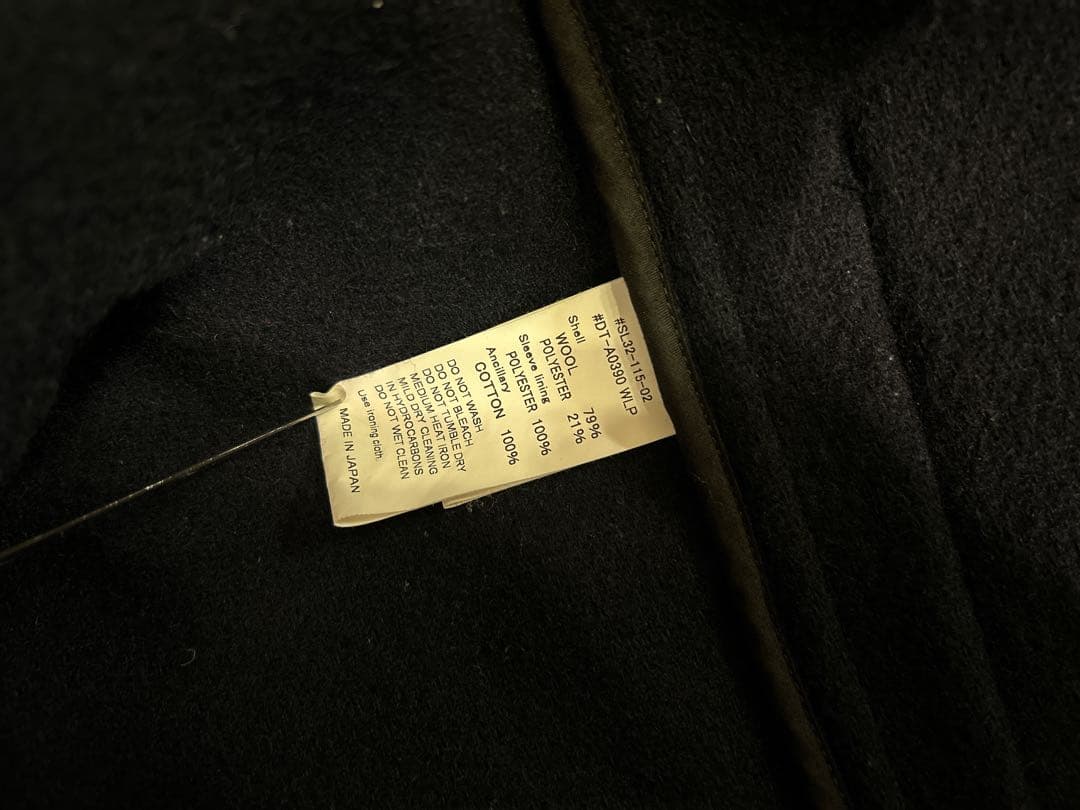 #SL32-115-02
#DT-A0390 WLP
Shell
WOOL 79%
POLYESTER 21%
Sleeve lining
POLYESTER 100%
Ancillary
COTTON 100%
DO NOT WASH
DO NOT BLEACH
DO NOT TUMBLE DRY
MEDIUM HEAT IRON
MILD DRY CLEANING
IN HYDROCARBONS
DO NOT WET CLEAN
Use ironing cloth.
MADE IN JAPAN